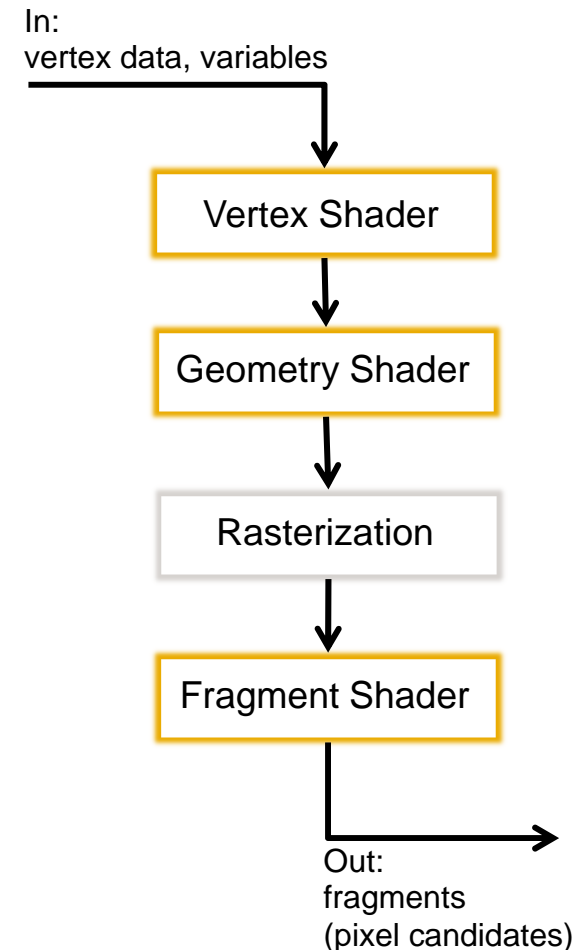 In:
vertex data, variables
Vertex Shader
Geometry Shader
Rasterization
Fragment Shader
Out:
fragments
(pixel candidates)